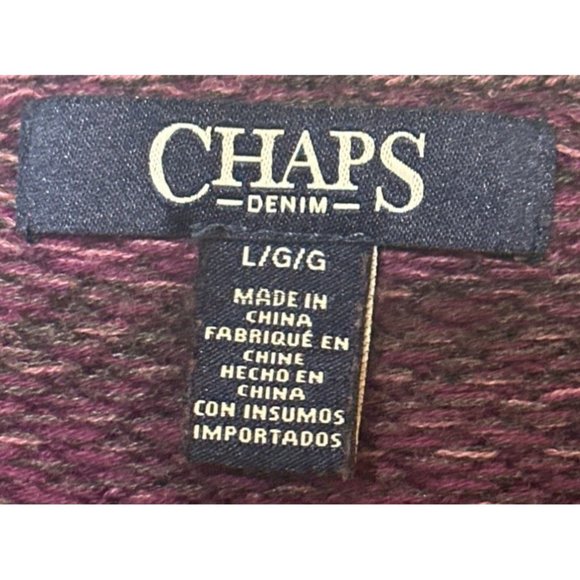 CHAPS
— DENIM —
L/G/G
MADE IN
CHINA
FABRIQUÉ EN
CHINE
HECHO EN
CHINA
CON INSUMOS
IMPORTADOS